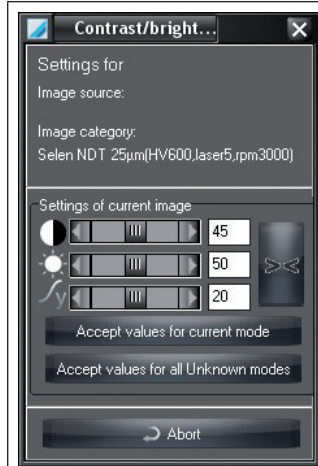 Contrast/bright...
Settings for
Image source:
Image category:
Selen NDT 25µm(HV600,laser5,rpm3000)
Settings of current image
45
50
y 20
Accept values for current mode
Accept values for all Unknown modes
Abort